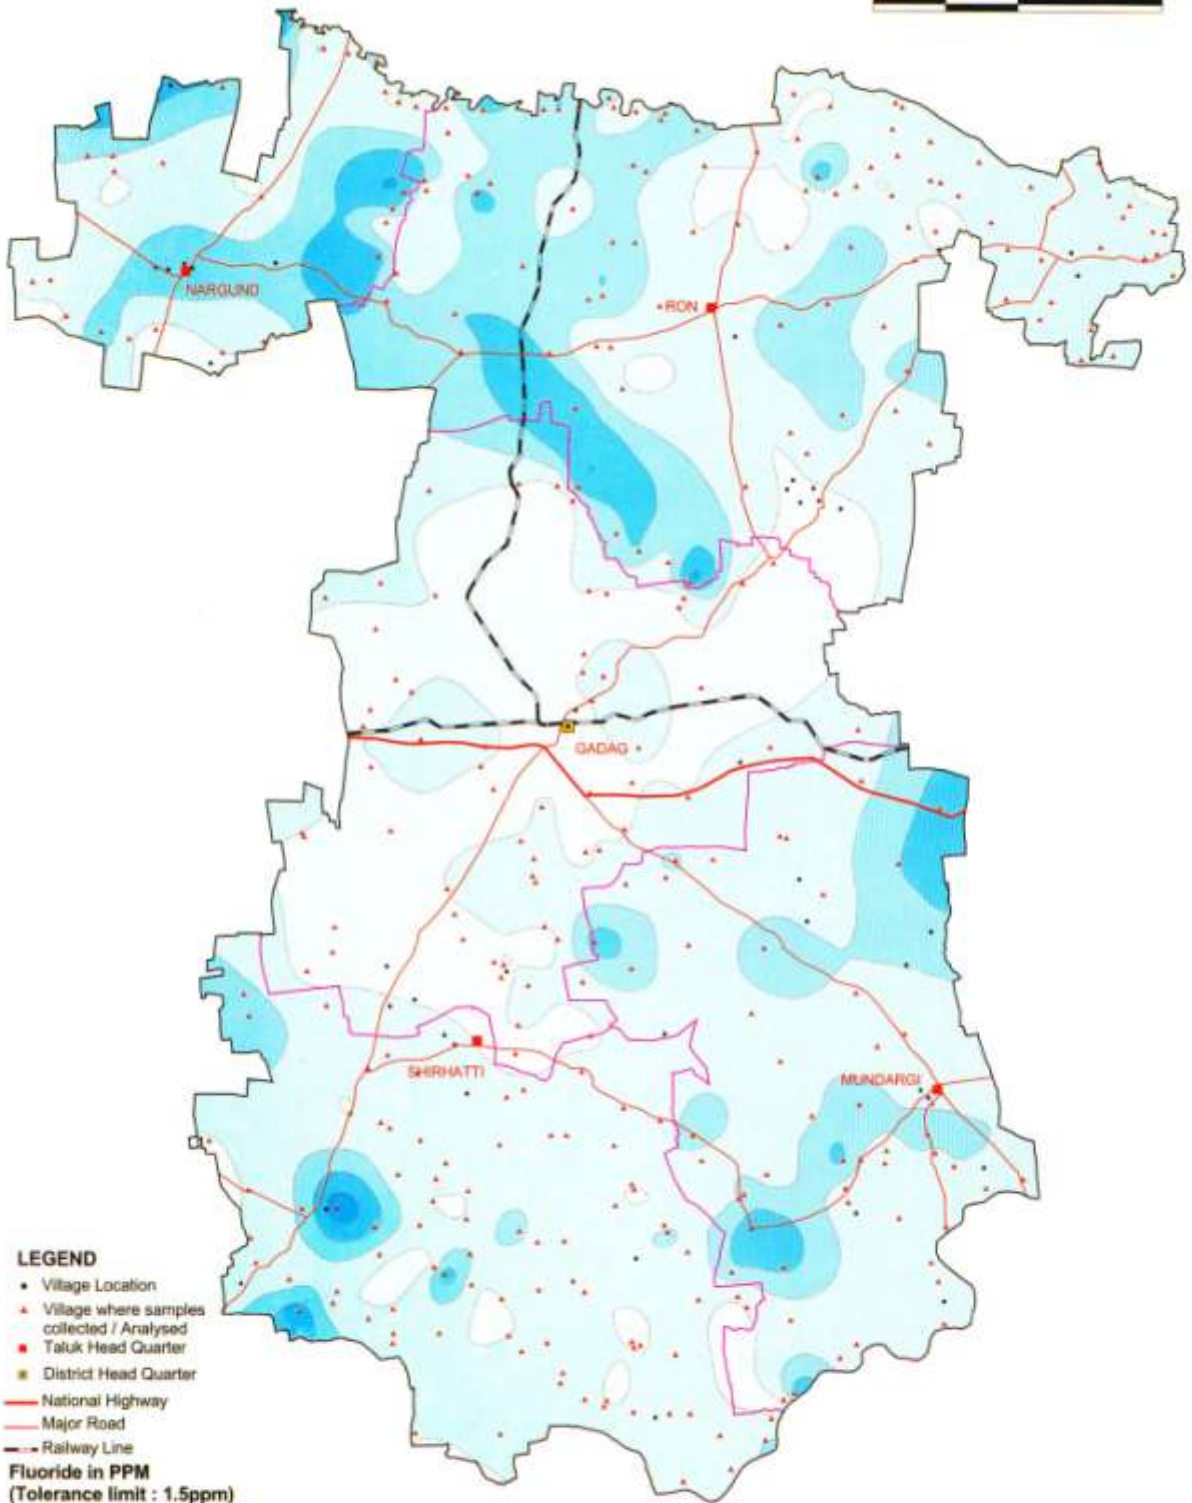 NARGUND
RON
GADAG
SHIRHATTI
MUNDARGI
LEGEND
Village Location
Village where samples
collected / Analysed
Taluk Head Quarter
District Head Quarter
National Highway
Major Road
Railway Line
Fluoride in PPM
(Tolerance limit : 1.5ppm)